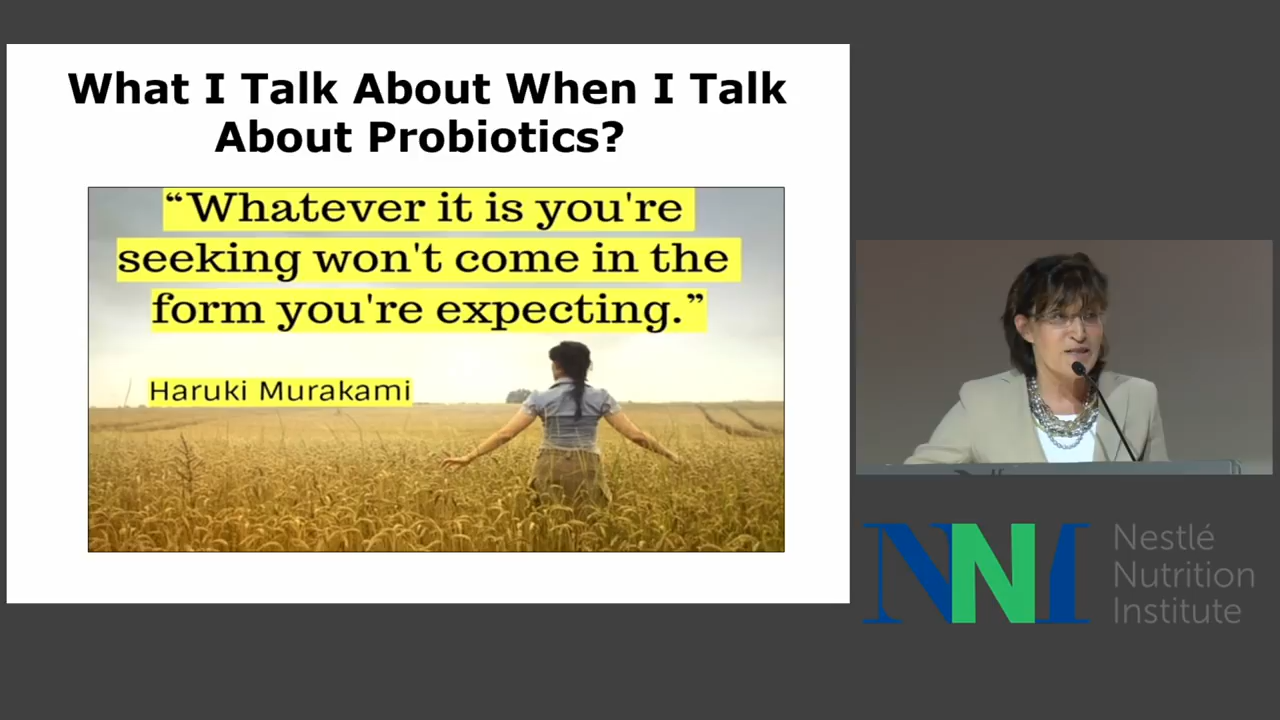 What I Talk About When I Talk
About Probiotics?
“Whatever it is you're
seeking won't come in the
form you're expecting.”
Haruki Murakami
NNI
Nestlé
Nutrition
Institute